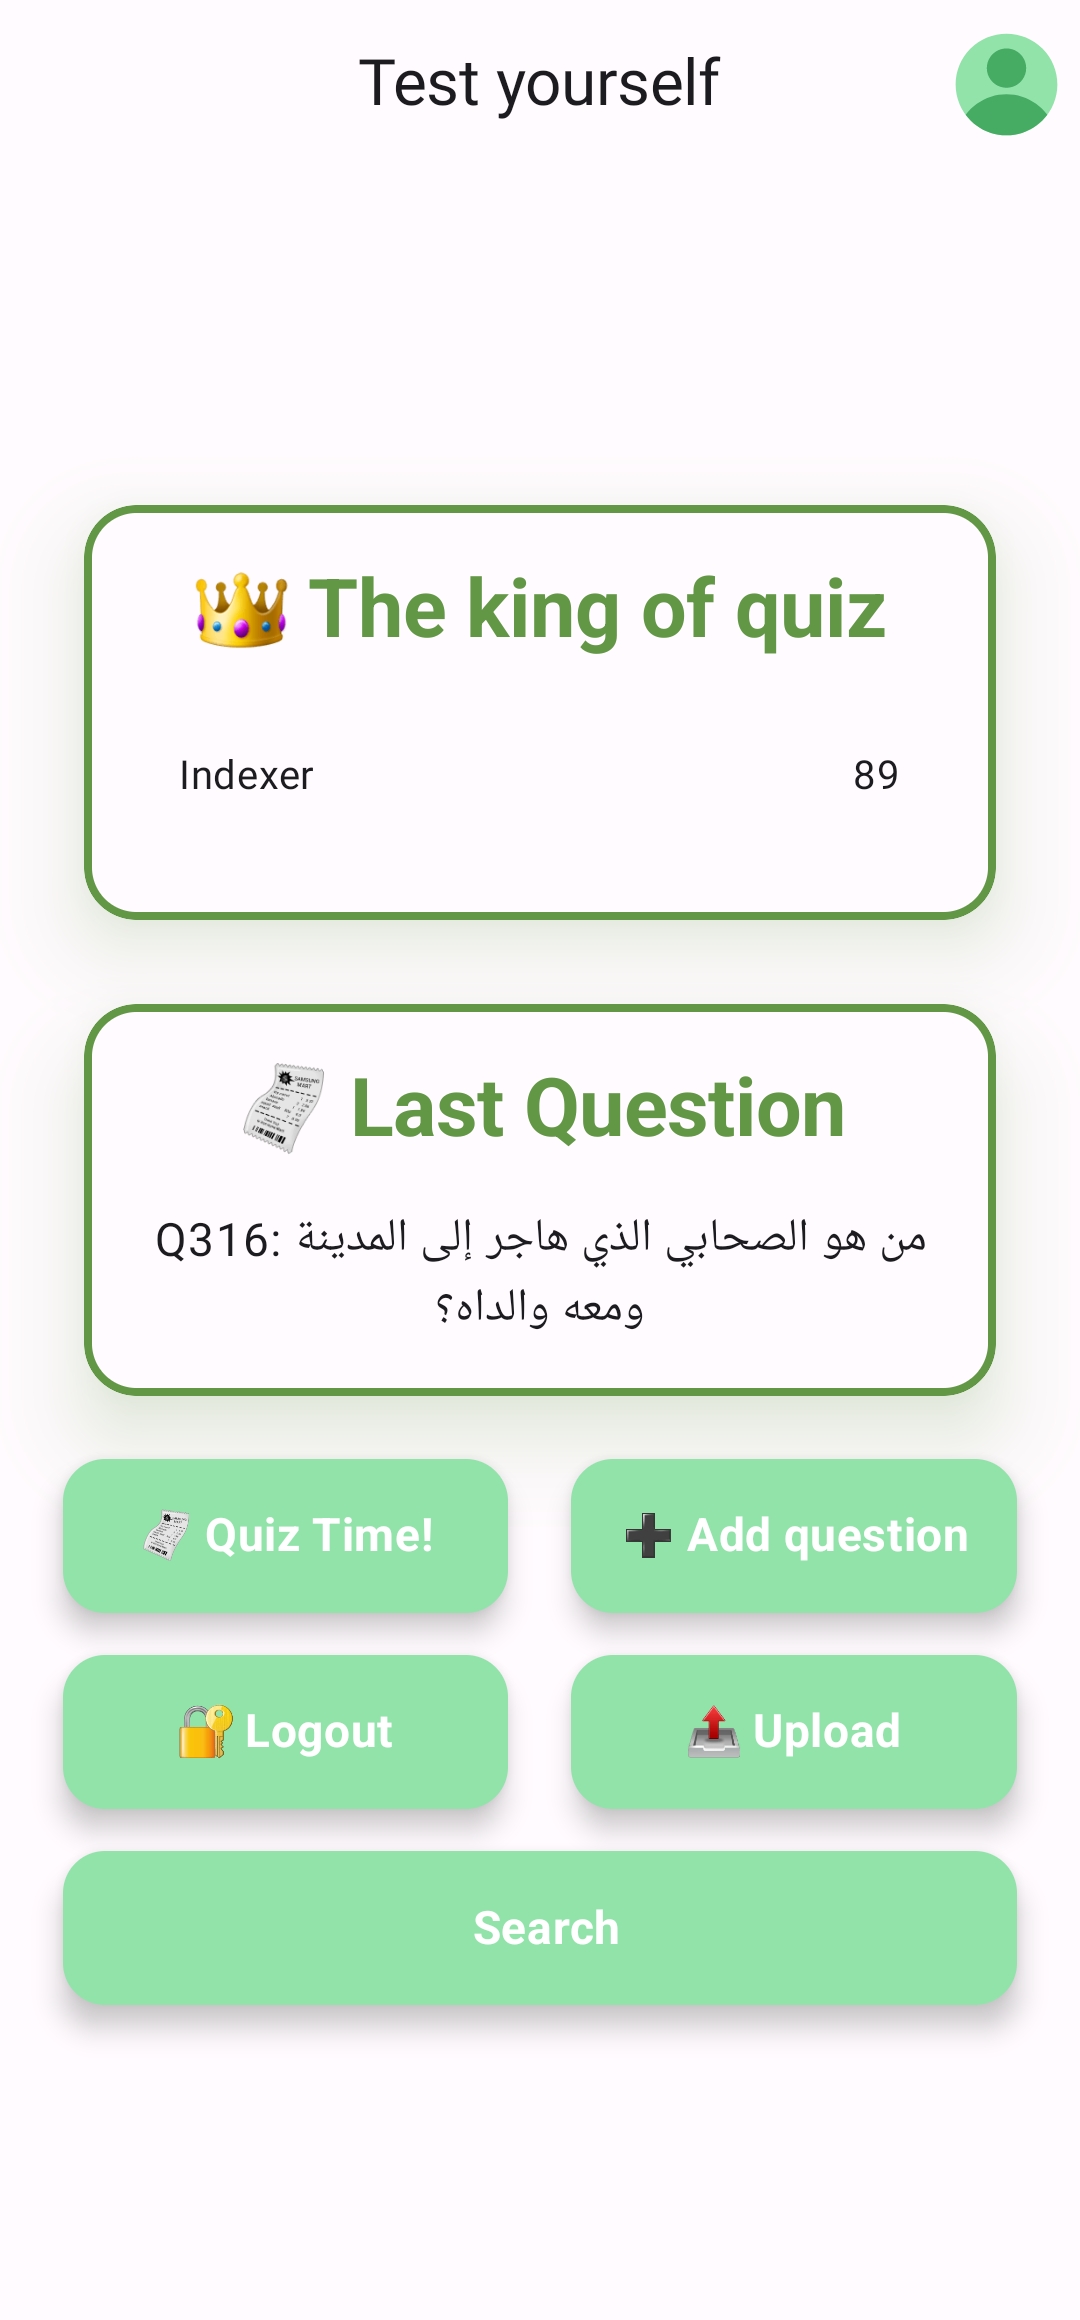 Test yourself
👑 The king of quiz
Indexer 89
🧾 Last Question
Q316: من هو الصحابي الذي هاجر إلى المدينة
ومعه والداه؟
🧾 Quiz Time!
➕ Add question
🔐 Logout
📤 Upload
Search